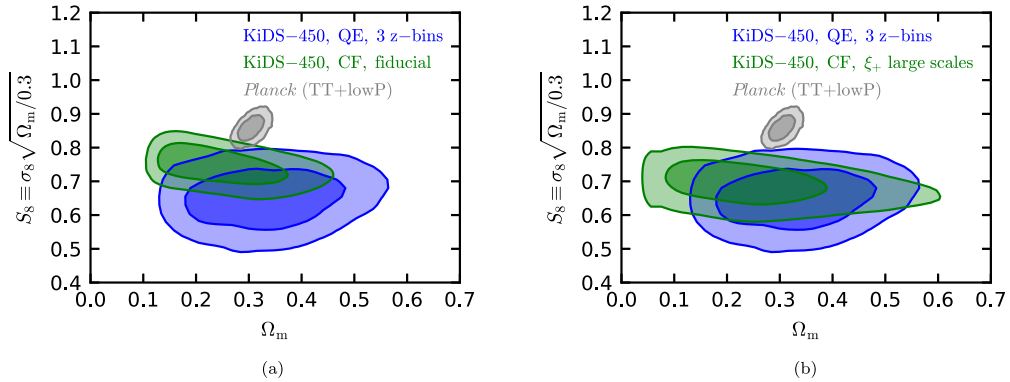 1.2
1.1
1.0
0.9
0.8
0.7
0.6
0.5
0.4
S₈ ≡ σ₈ √Ωₘ/0.3
KiDS−450, QE, 3 z−bins
KiDS−450, CF, fiducial
Planck (TT+lowP)
0.0 0.1 0.2 0.3 0.4 0.5 0.6 0.7
Ωₘ
(a)
1.2
1.1
1.0
0.9
0.8
0.7
0.6
0.5
0.4
S₈ ≡ σ₈ √Ωₘ/0.3
KiDS−450, QE, 3 z−bins
KiDS−450, CF, ξ₊ large scales
Planck (TT+lowP)
0.0 0.1 0.2 0.3 0.4 0.5 0.6 0.7
Ωₘ
(b)